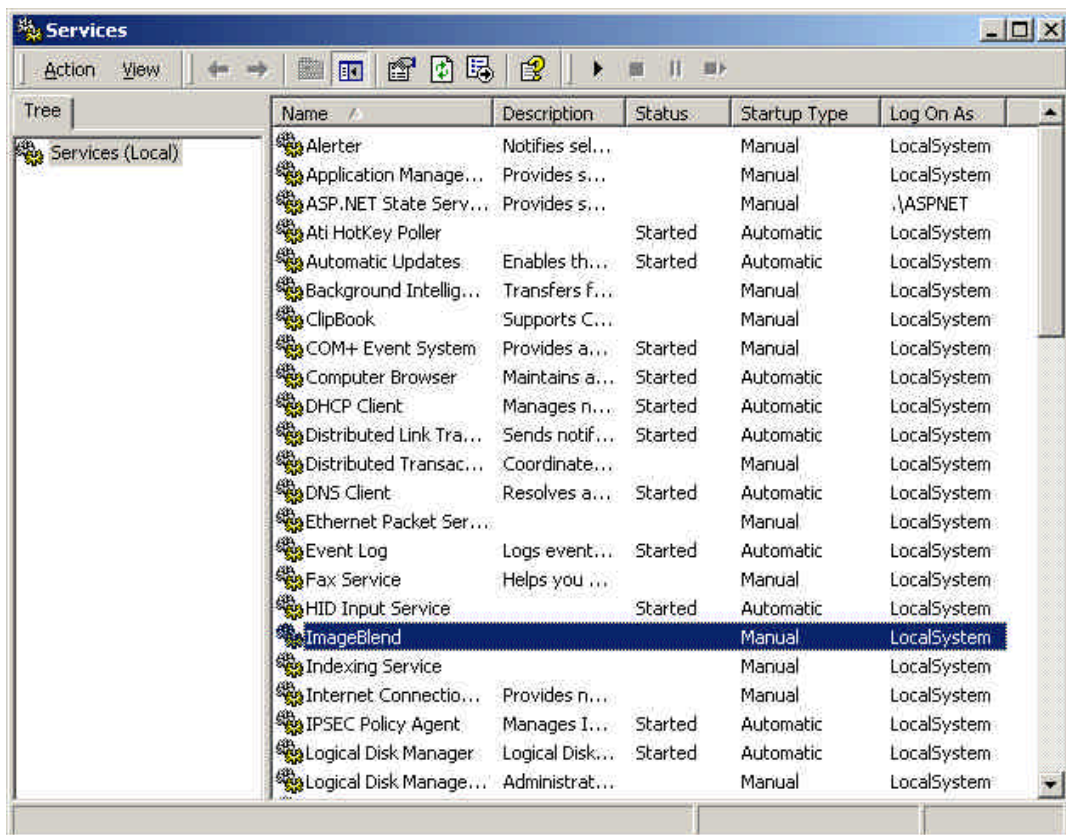 Services
Action View
Tree
Services (Local)
Name Description Status Startup Type Log On As
Alerter Notifies sel... Manual LocalSystem
Application Manage... Provides s... Manual LocalSystem
ASP.NET State Serv... Provides s... Manual .\ASPNET
Ati HotKey Poller Started Automatic LocalSystem
Automatic Updates Enables th... Started Automatic LocalSystem
Background Intellig... Transfers f... Manual LocalSystem
ClipBook Supports C... Manual LocalSystem
COM+ Event System Provides a... Started Manual LocalSystem
Computer Browser Maintains a... Started Automatic LocalSystem
DHCP Client Manages n... Started Automatic LocalSystem
Distributed Link Tra... Sends notif... Started Automatic LocalSystem
Distributed Transac... Coordinate... Manual LocalSystem
DNS Client Resolves a... Started Automatic LocalSystem
Ethernet Packet Ser... Manual LocalSystem
Event Log Logs event... Started Automatic LocalSystem
Fax Service Helps you ... Manual LocalSystem
HID Input Service Started Automatic LocalSystem
ImageBlend Manual LocalSystem
Indexing Service Manual LocalSystem
Internet Connectio... Provides n... Manual LocalSystem
IPSEC Policy Agent Manages I... Started Automatic LocalSystem
Logical Disk Manager Logical Disk... Started Automatic LocalSystem
Logical Disk Manage... Administrat... Manual LocalSystem